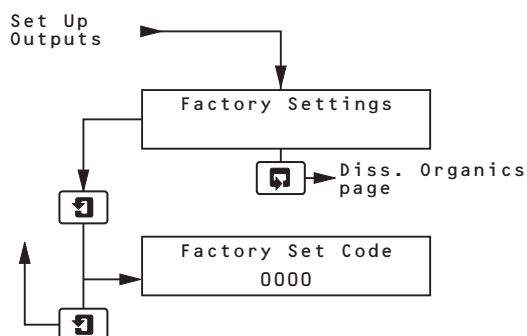 Set Up
Outputs
Factory Settings
Diss. Organics
page
Factory Set Code
0000